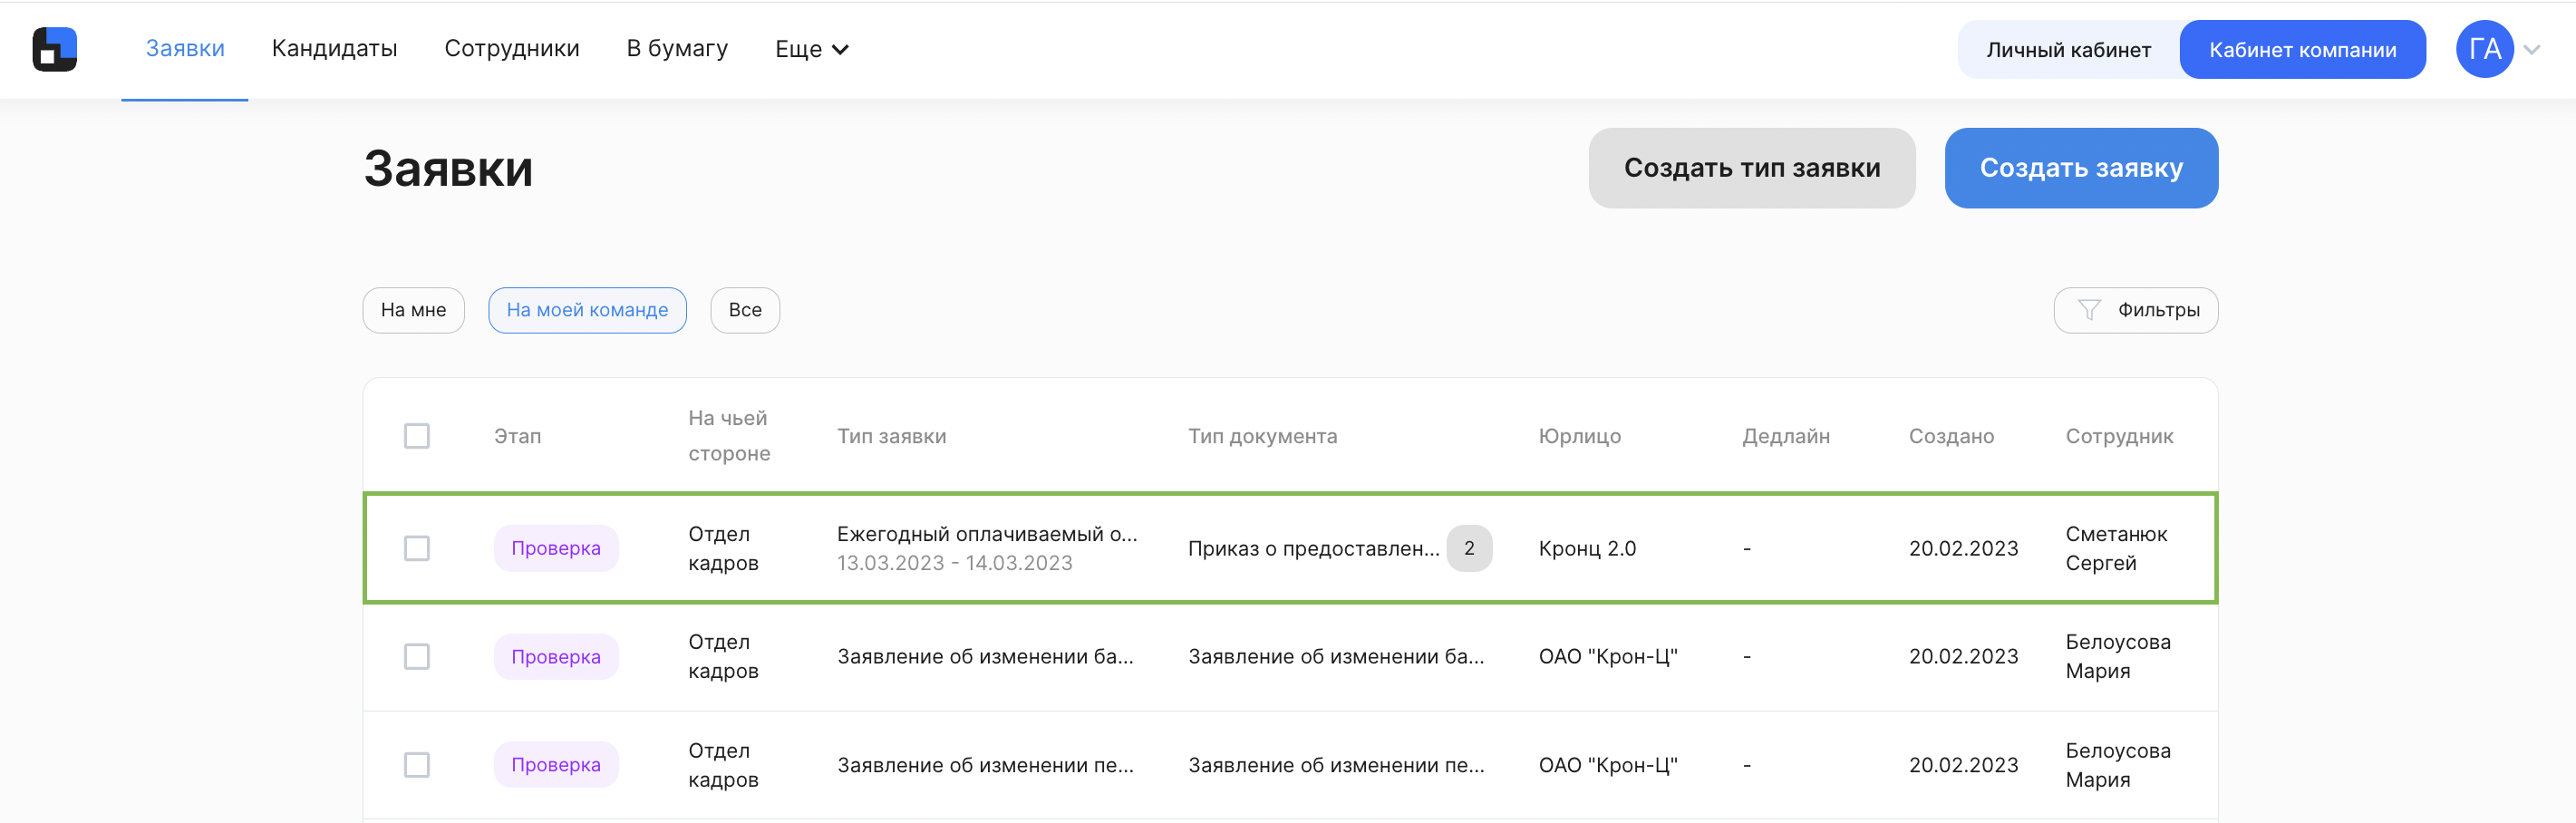 Заявки Кандидаты Сотрудники В бумагу Еще Личный кабинет Кабинет компании ГА
Заявки Создать тип заявки Создать заявку
На мне На моей команде Все Фильтры
Этап На чьей стороне Тип заявки Тип документа Юрлицо Дедлайн Создано Сотрудник
Проверка Отдел кадров Ежегодный оплачиваемый о... 13.03.2023 - 14.03.2023 Приказ о предоставлен... 2 Кронц 2.0 - 20.02.2023 Сметанюк Сергей
Проверка Отдел кадров Заявление об изменении ба... Заявление об изменении ба... ОАО "Крон-Ц" - 20.02.2023 Белоусова Мария
Проверка Отдел кадров Заявление об изменении пе... Заявление об изменении пе... ОАО "Крон-Ц" - 20.02.2023 Белоусова Мария